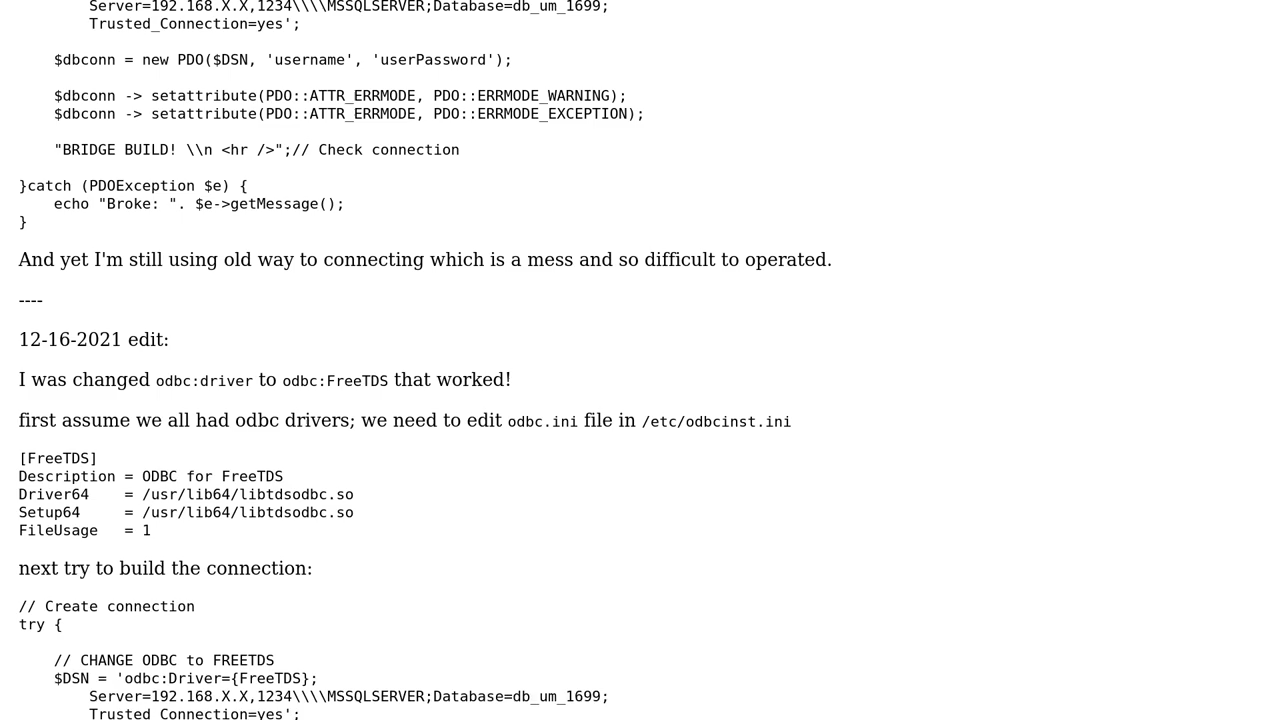 Server=192.168.X.X,1234\\\\MSSQLSERVER;Database=db_um_1699;
Trusted_Connection=yes';
$dbconn = new PDO($DSN, 'username', 'userPassword');
$dbconn -> setattribute(PDO::ATTR_ERRMODE, PDO::ERRMODE_WARNING);
$dbconn -> setattribute(PDO::ATTR_ERRMODE, PDO::ERRMODE_EXCEPTION);
"BRIDGE BUILD! \\n <hr />";// Check connection
}catch (PDOException $e) {
echo "Broke: ". $e->getMessage();
}
And yet I'm still using old way to connecting which is a mess and so difficult to operated.
----
12-16-2021 edit:
I was changed odbc:driver to odbc:FreeTDS that worked!
first assume we all had odbc drivers; we need to edit odbc.ini file in /etc/odbcinst.ini
[FreeTDS]
Description = ODBC for FreeTDS
Driver64    = /usr/lib64/libtdsodbc.so
Setup64     = /usr/lib64/libtdsodbc.so
FileUsage   = 1
next try to build the connection:
// Create connection
try {
// CHANGE ODBC to FREETDS
$DSN = 'odbc:Driver={FreeTDS};
Server=192.168.X.X,1234\\\\MSSQLSERVER;Database=db_um_1699;
Trusted_Connection=yes';